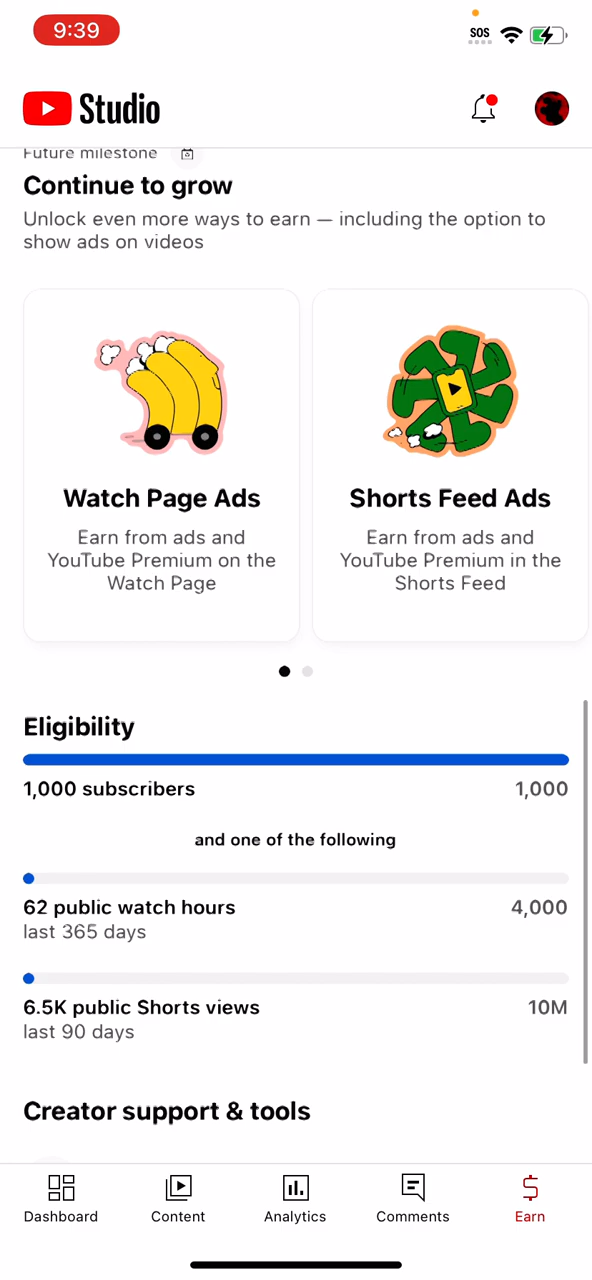 9:39
SOS
Studio
Future milestone
Continue to grow
Unlock even more ways to earn — including the option to
show ads on videos
Watch Page Ads
Earn from ads and
YouTube Premium on the
Watch Page
Shorts Feed Ads
Earn from ads and
YouTube Premium in the
Shorts Feed
Eligibility
1,000 subscribers 1,000
and one of the following
62 public watch hours 4,000
last 365 days
6.5K public Shorts views 10M
last 90 days
Creator support & tools
Dashboard Content Analytics Comments Earn